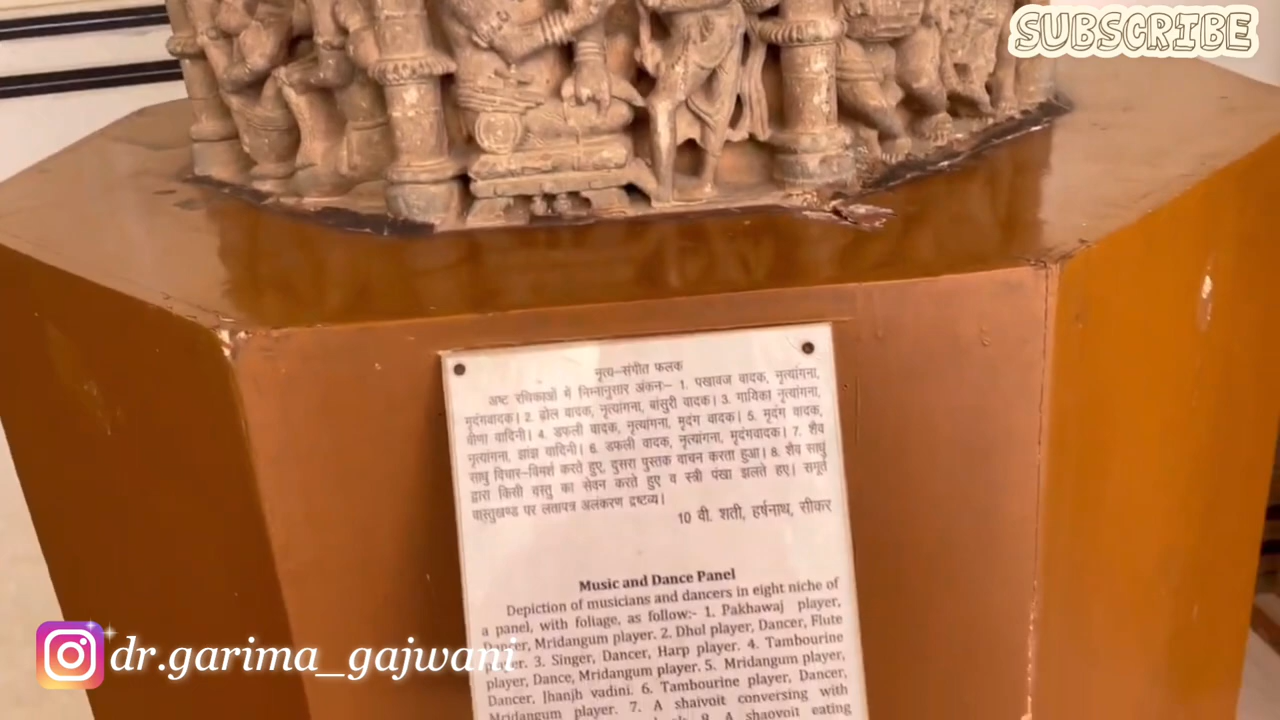 SUBSCRIBE
नृत्य–संगीत फलक
अष्ट रथिकाओं में निम्नानुसार अंकनः– 1. पखावज वादक, नृत्यांगना,
मृदंगवादक। 2. ढोल वादक, नृत्यांगना, बांसुरी वादक। 3. गायिका नृत्यांगना,
वीणा वादिनी। 4. डफली वादक, नृत्यांगना, मृदंग वादक। 5. मृदंग वादक,
नृत्यांगना, झांझ वादिनी। 6. डफली वादक, नृत्यांगना, मृदंगवादक। 7. शैव
साधु विचार–विमर्श करते हुए, दुसरा पुस्तक वाचन करता हुआ। 8. शैव साधु
द्वारा किसी वस्तु का सेवन करते हुए व स्त्री पंखा झलते हुए। समूर्त
वास्तुखण्ड पर लतापत्र अलंकरण द्रष्टव्य।
10 वी. शती, हर्षनाथ, सीकर
Music and Dance Panel
Depiction of musicians and dancers in eight niche of
a panel, with foliage, as follow:- 1. Pakhawaj player,
Dancer, Mridangum player. 2. Dhul player, Dancer, Flute
3. Singer, Dancer, Harp player. 4. Tambourine
player, Dance, Mridangum player. 5. Mridangum player,
Dancer, Jhanjh vadini. 6. Tambourine player, Dancer,
Mridangum player. 7. A shaivoit conversing with
8. A shaovoit eating
dr.garima_gajwani